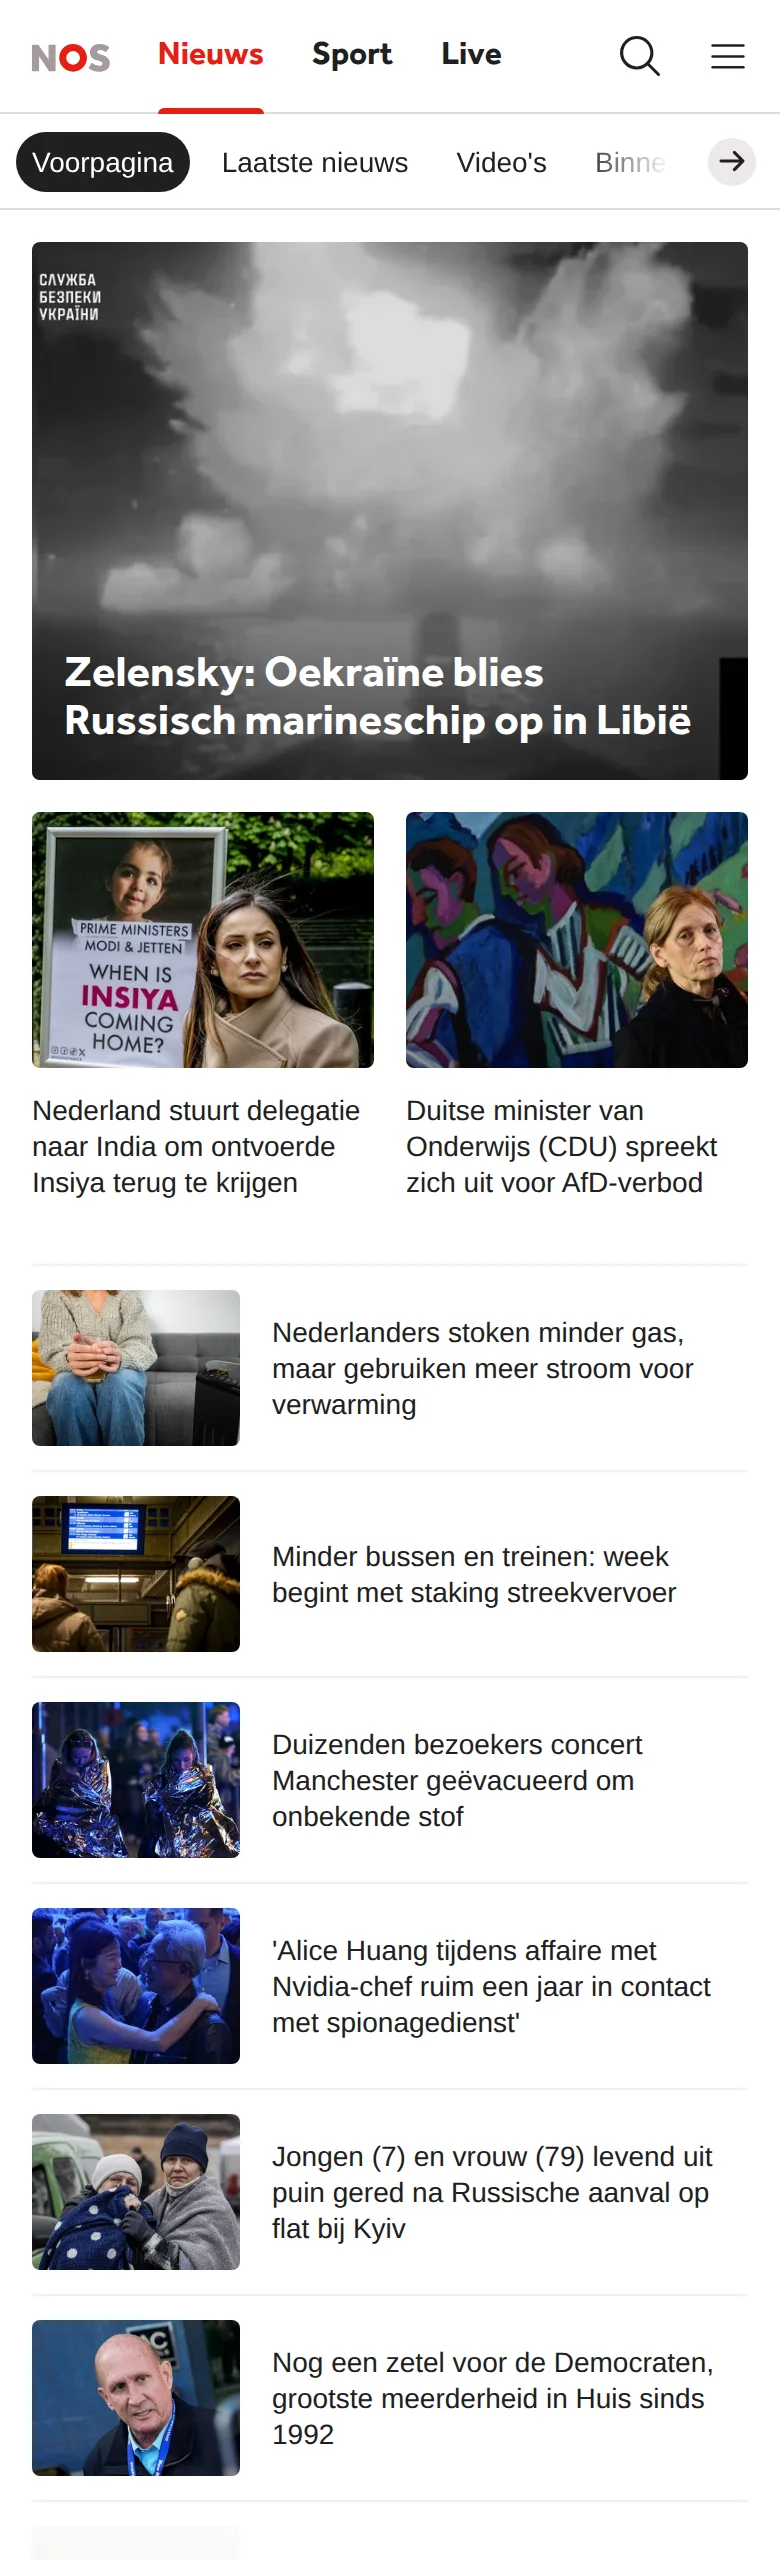 NOS
Nieuws
Sport
Live
Voorpagina
Laatste nieuws
Video's
Binne
СЛУЖБА
БЕЗПЕКИ
УКРАЇНИ
Zelensky: Oekraïne blies
Russisch marineschip op in Libië
PRIME MINISTERS
MODI & JETTEN
WHEN IS
INSIYA
COMING
HOME?
Nederland stuurt delegatie
naar India om ontvoerde
Insiya terug te krijgen
Duitse minister van
Onderwijs (CDU) spreekt
zich uit voor AfD-verbod
Nederlanders stoken minder gas,
maar gebruiken meer stroom voor
verwarming
Minder bussen en treinen: week
begint met staking streekvervoer
Duizenden bezoekers concert
Manchester geëvacueerd om
onbekende stof
'Alice Huang tijdens affaire met
Nvidia-chef ruim een jaar in contact
met spionagedienst'
Jongen (7) en vrouw (79) levend uit
puin gered na Russische aanval op
flat bij Kyiv
Nog een zetel voor de Democraten,
grootste meerderheid in Huis sinds
1992